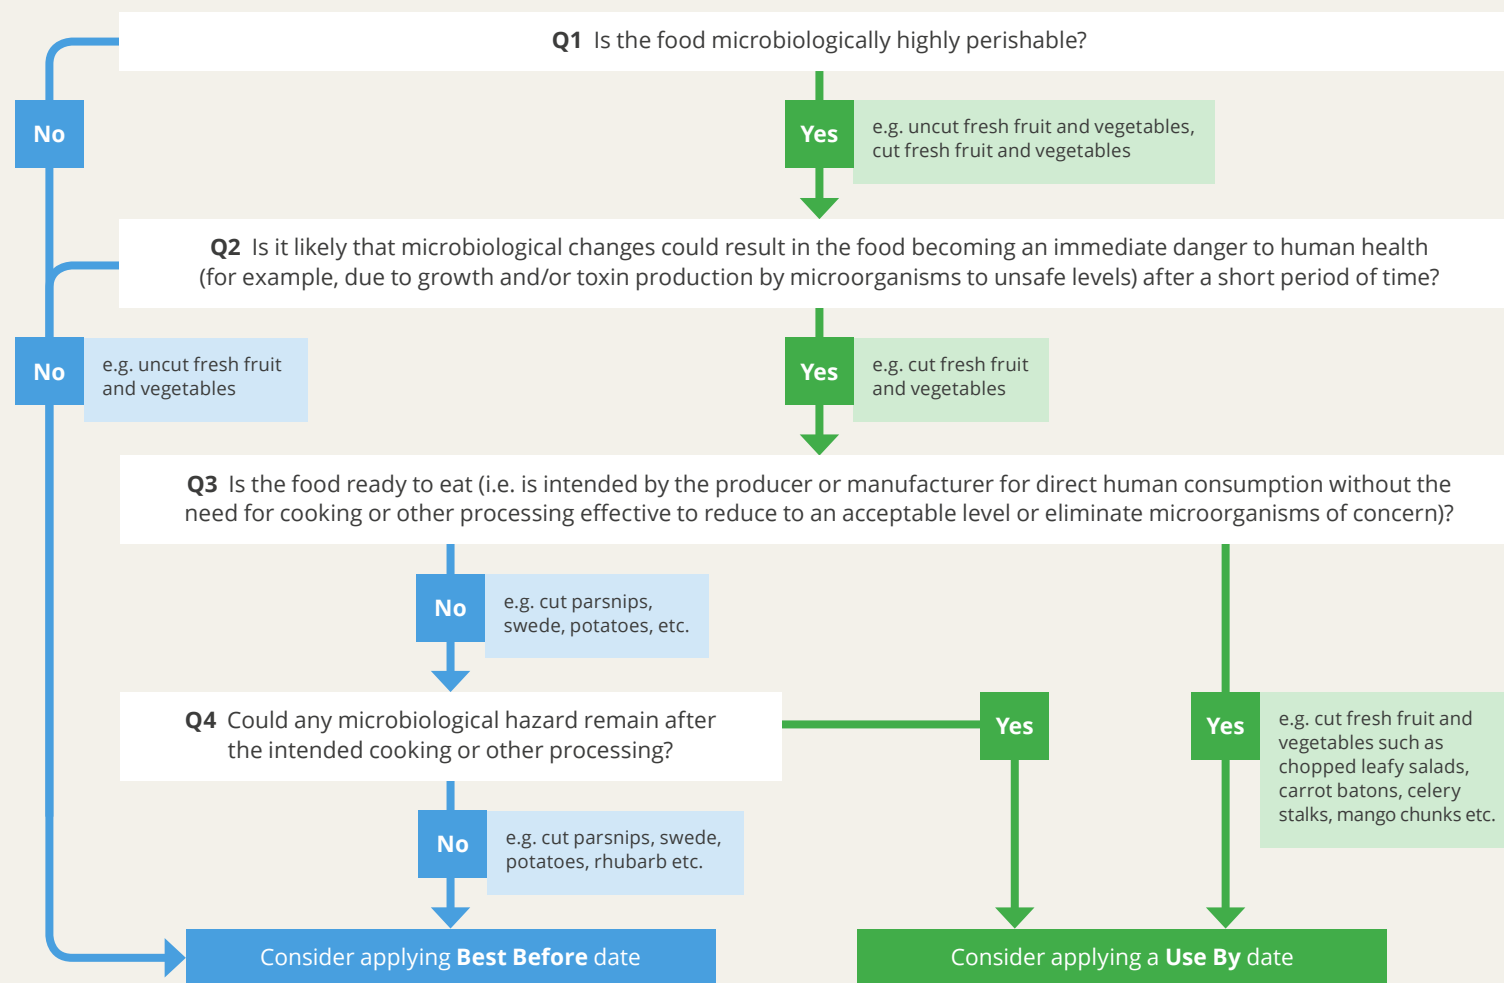 Q1 Is the food microbiologically highly perishable?
No
Yes
e.g. uncut fresh fruit and vegetables,
cut fresh fruit and vegetables
Q2 Is it likely that microbiological changes could result in the food becoming an immediate danger to human health
(for example, due to growth and/or toxin production by microorganisms to unsafe levels) after a short period of time?
No
e.g. uncut fresh fruit
and vegetables
Yes
e.g. cut fresh fruit
and vegetables
Q3 Is the food ready to eat (i.e. is intended by the producer or manufacturer for direct human consumption without the
need for cooking or other processing effective to reduce to an acceptable level or eliminate microorganisms of concern)?
No
e.g. cut parsnips,
swede, potatoes, etc.
Q4 Could any microbiological hazard remain after
the intended cooking or other processing?
Yes
Yes
e.g. cut fresh fruit and
vegetables such as
chopped leafy salads,
carrot batons, celery
stalks, mango chunks etc.
No
e.g. cut parsnips, swede,
potatoes, rhubarb etc.
Consider applying Best Before date
Consider applying a Use By date